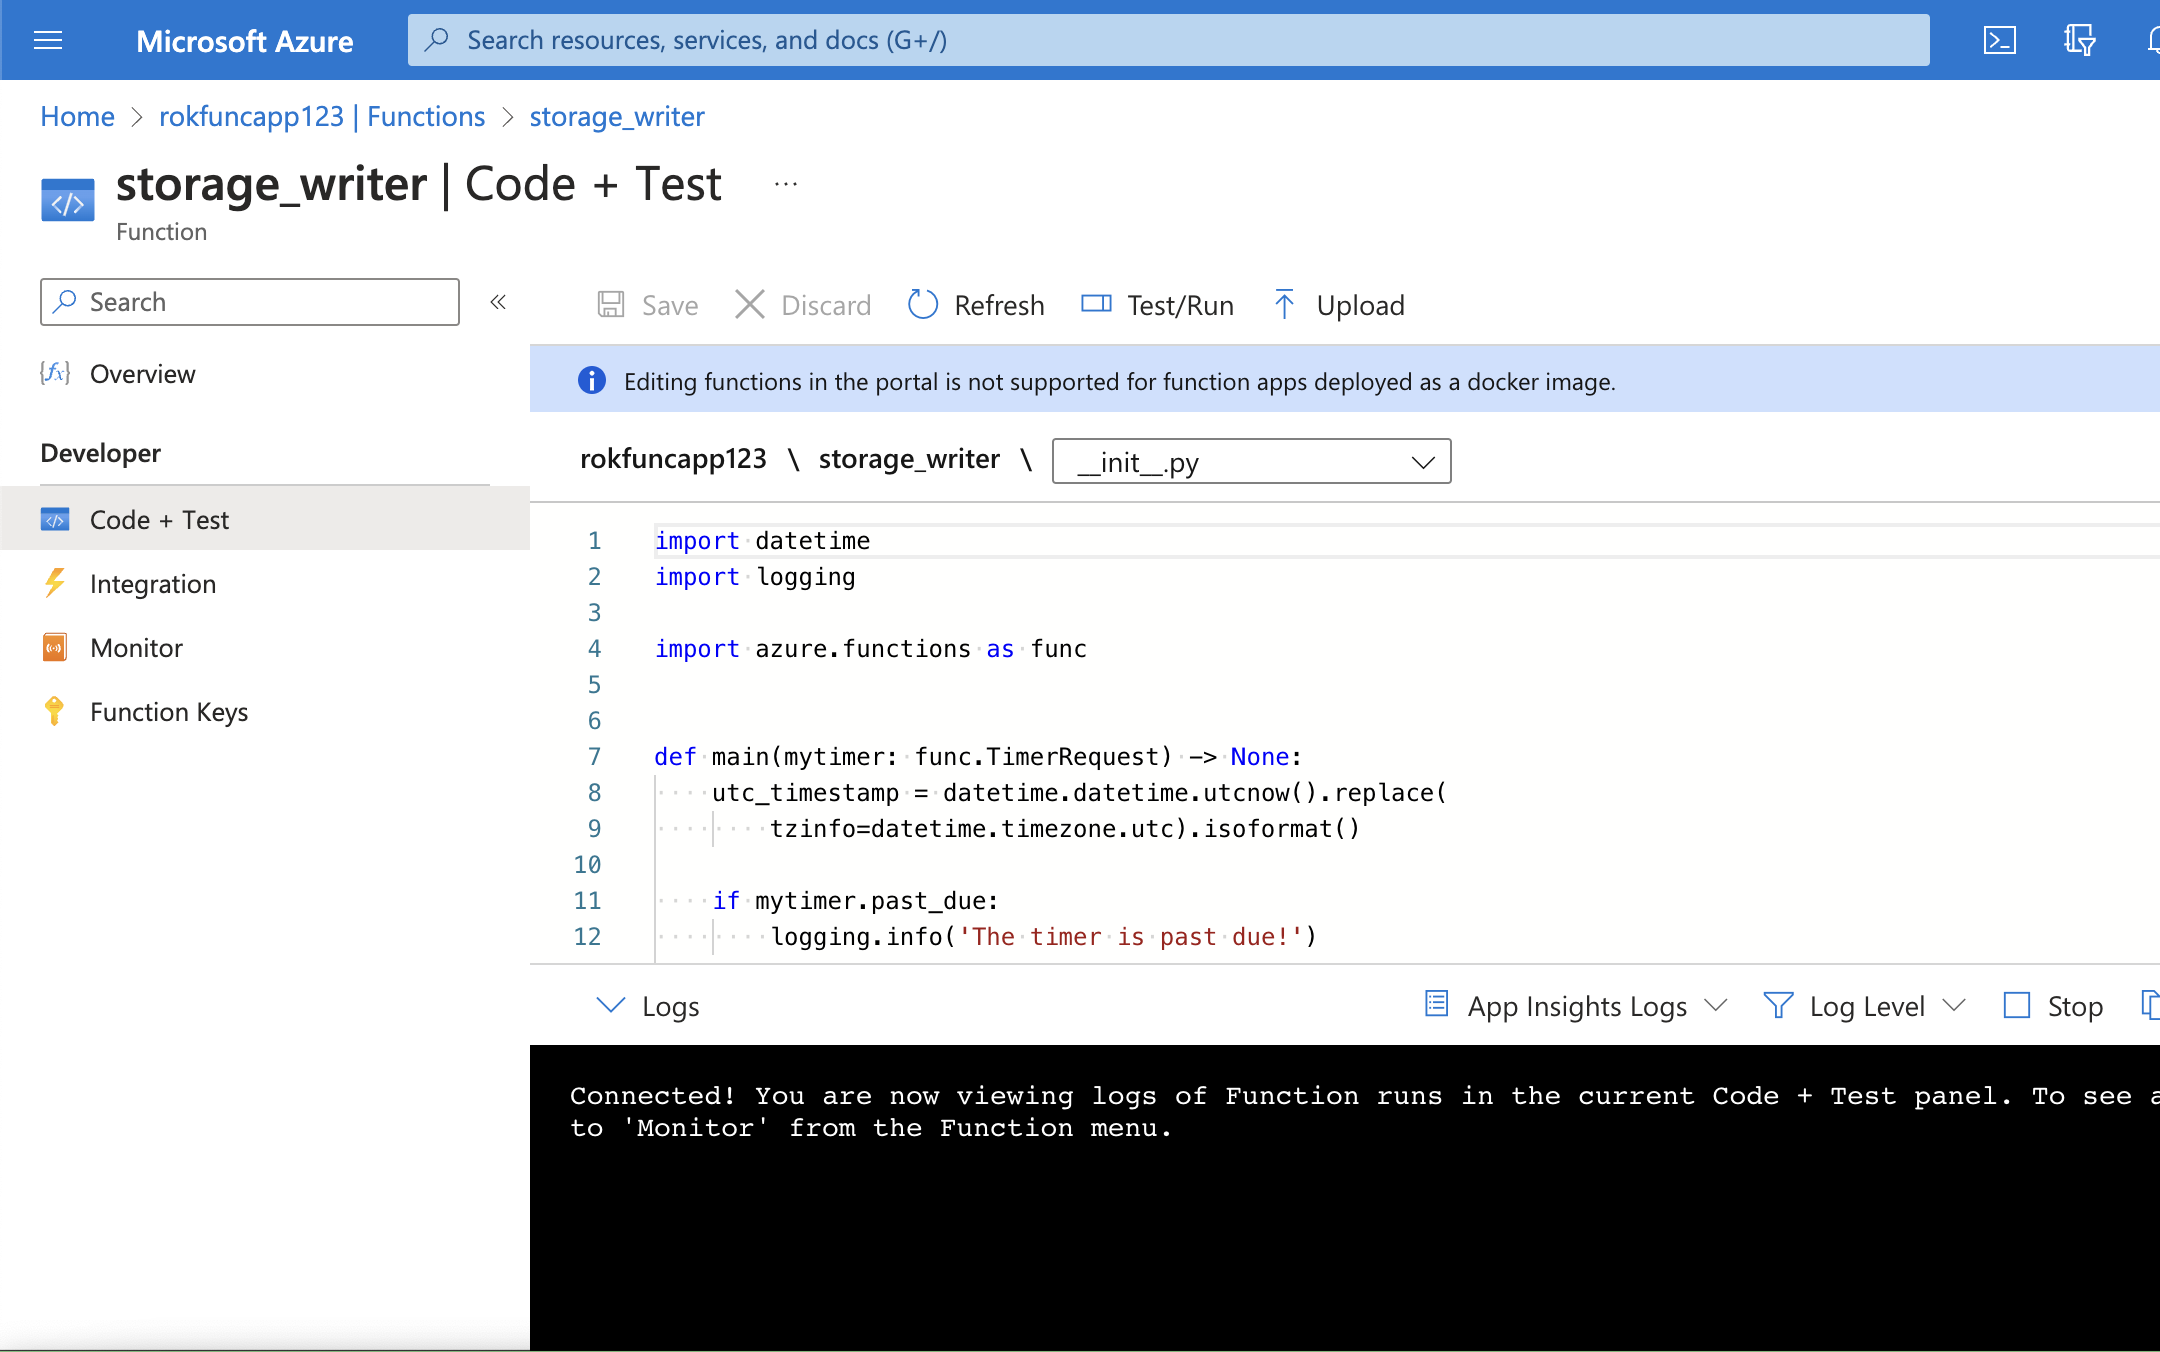 Microsoft Azure
Search resources, services, and docs (G+/)
Home > rokfuncapp123 | Functions > storage_writer
storage_writer | Code + Test ...
Function
Search
«
Save
Discard
Refresh
Test/Run
Upload
Overview
Editing functions in the portal is not supported for function apps deployed as a docker image.
Developer
rokfuncapp123 \ storage_writer \ __init__.py
Code + Test
Integration
Monitor
Function Keys
1 import datetime
2 import logging
3
4 import azure.functions as func
5
6
7 def main(mytimer: func.TimerRequest) -> None:
8     utc_timestamp = datetime.datetime.utcnow().replace(
9         tzinfo=datetime.timezone.utc).isoformat()
10
11     if mytimer.past_due:
12         logging.info('The timer is past due!')
Logs
App Insights Logs
Log Level
Stop
Connected! You are now viewing logs of Function runs in the current Code + Test panel. To see
to 'Monitor' from the Function menu.